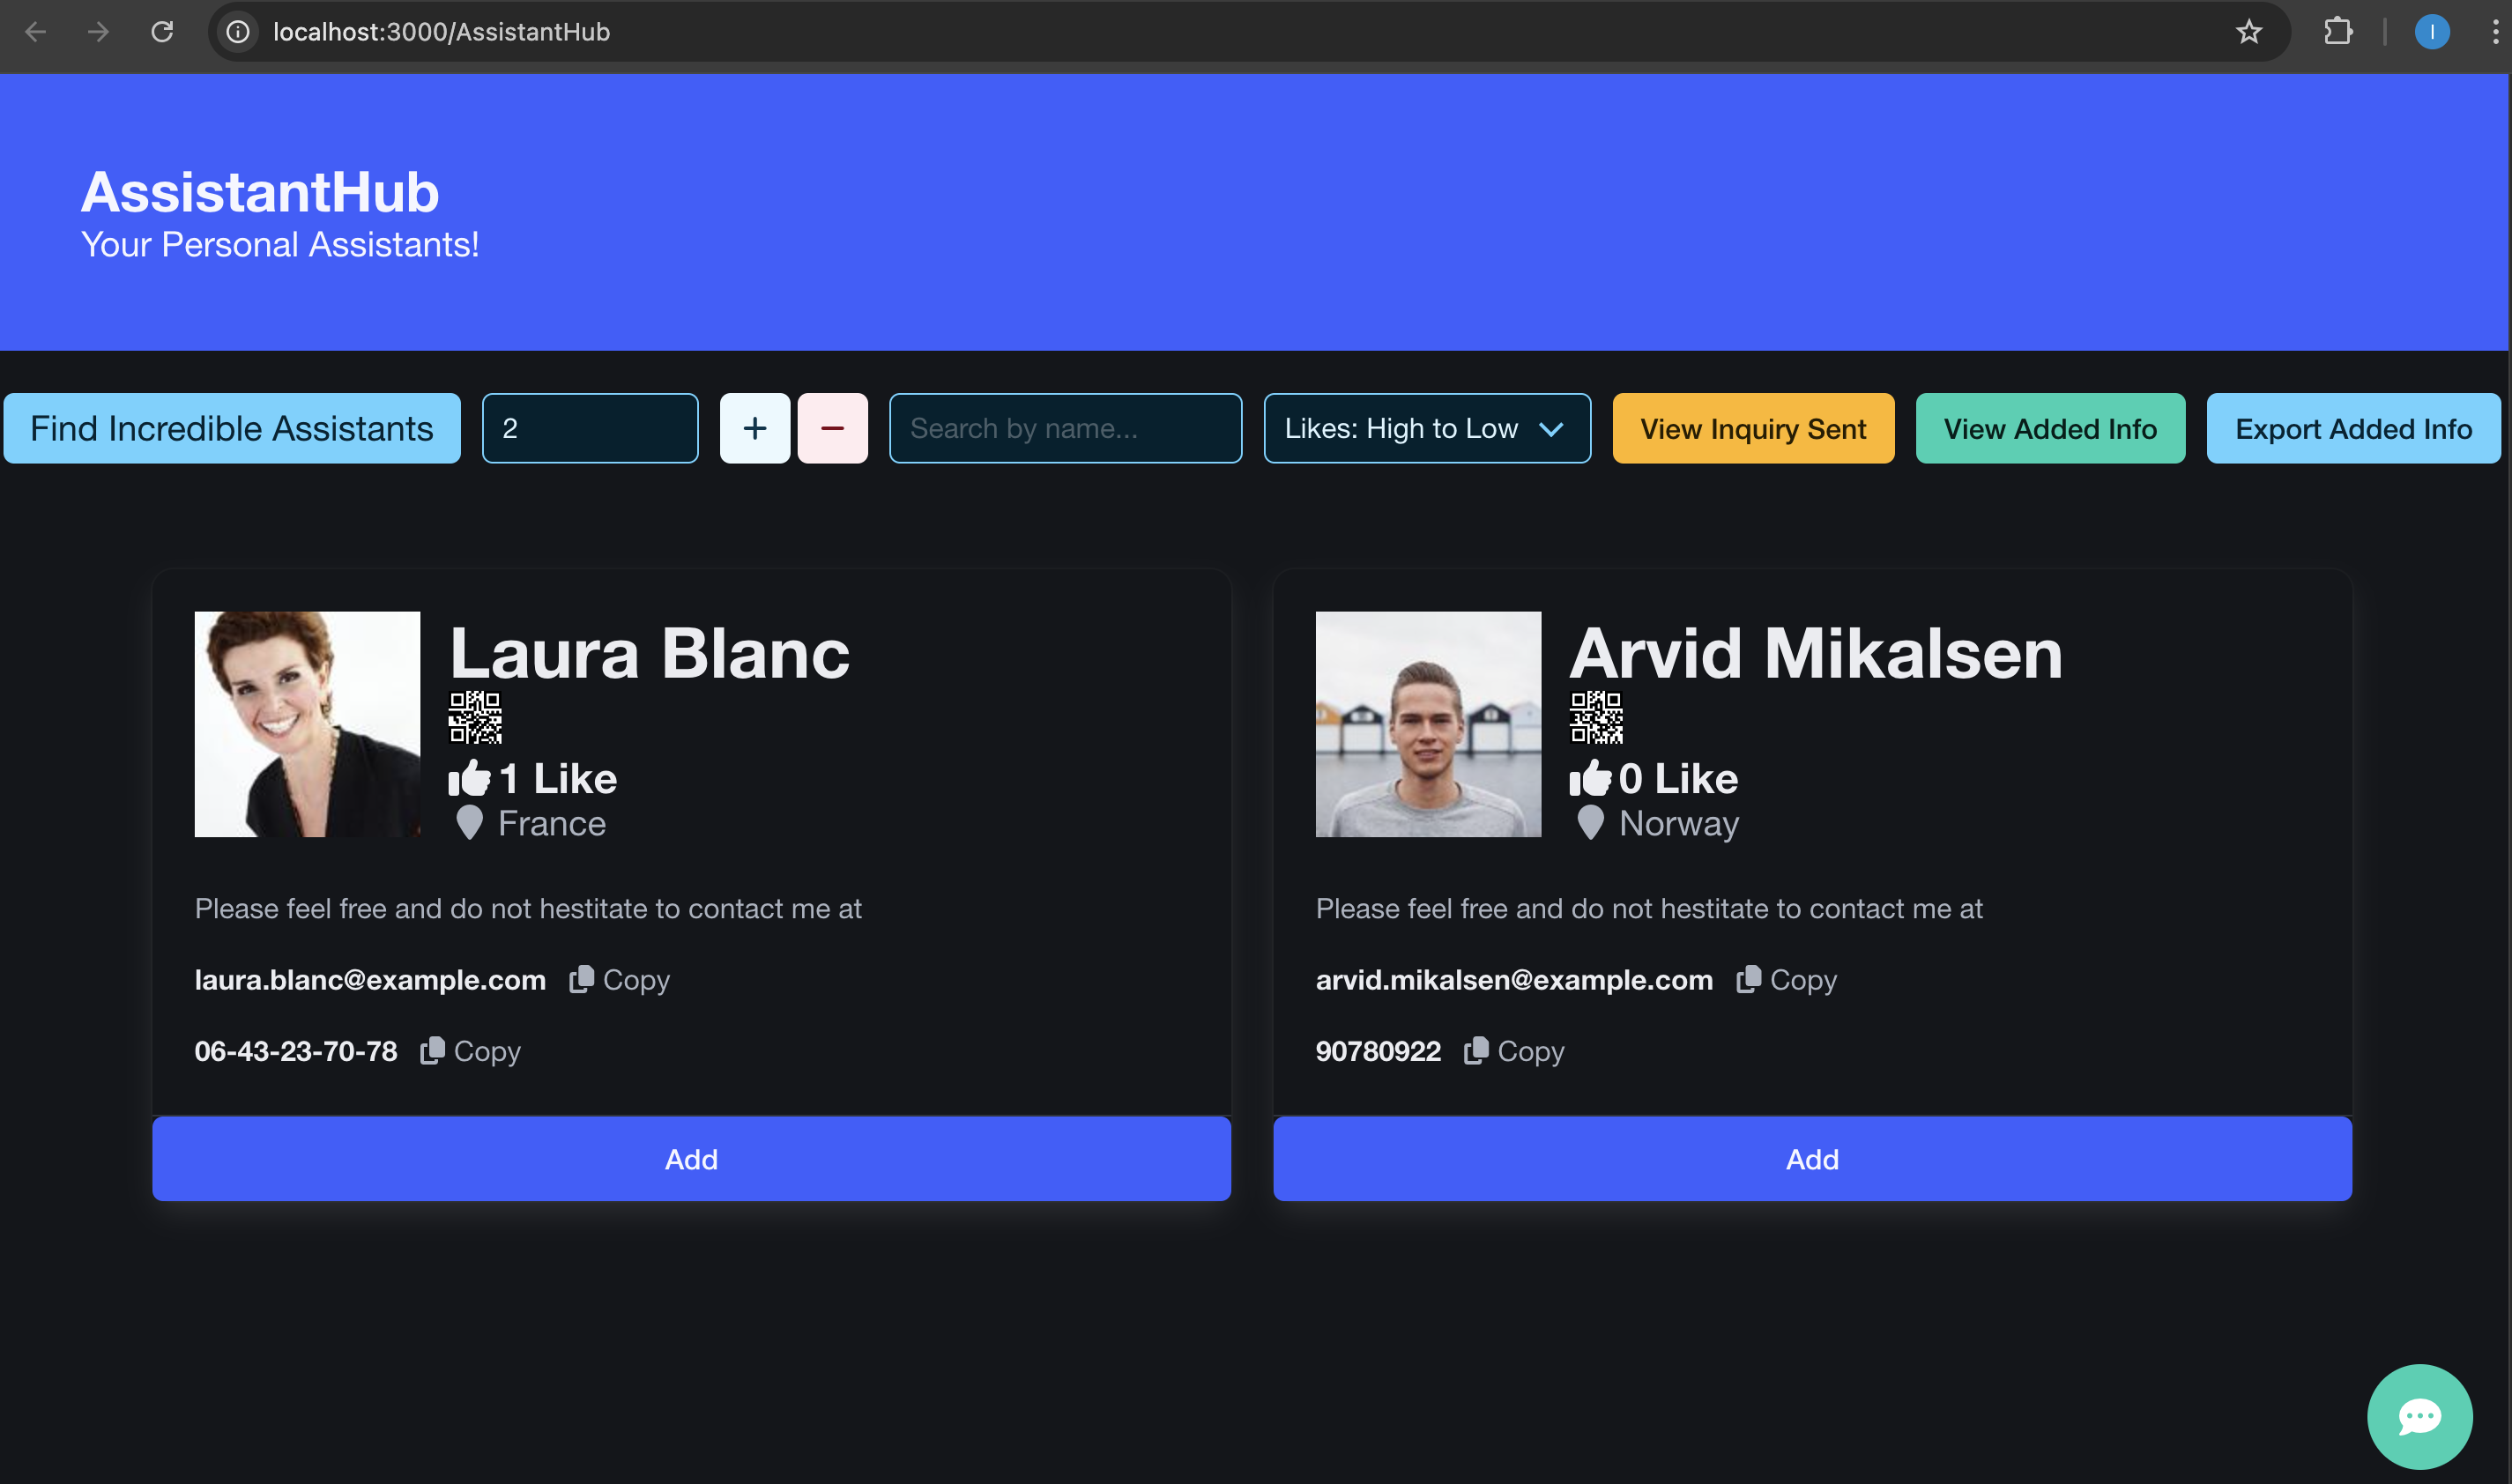 localhost:3000/AssistantHub
I
AssistantHub
Your Personal Assistants!
Find Incredible Assistants 2 + − Search by name... Likes: High to Low View Inquiry Sent View Added Info Export Added Info
Laura Blanc
1 Like
France
Please feel free and do not hestitate to contact me at
laura.blanc@example.com Copy
06-43-23-70-78 Copy
Add
Arvid Mikalsen
0 Like
Norway
Please feel free and do not hestitate to contact me at
arvid.mikalsen@example.com Copy
90780922 Copy
Add